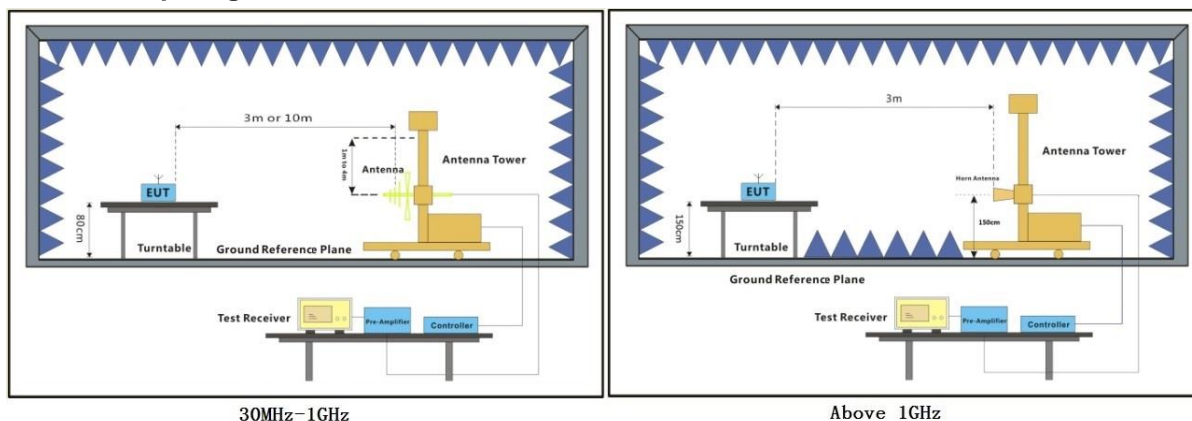 3m or 10m
1m to 4m
Antenna
Antenna Tower
EUT
80cm
Turntable
Ground Reference Plane
Test Receiver
Pre-Amplifier
Controller
30MHz-1GHz
3m
Horn Antenna
Antenna Tower
EUT
150cm
150cm
Turntable
Ground Reference Plane
Test Receiver
Pre-Amplifier
Controller
Above 1GHz